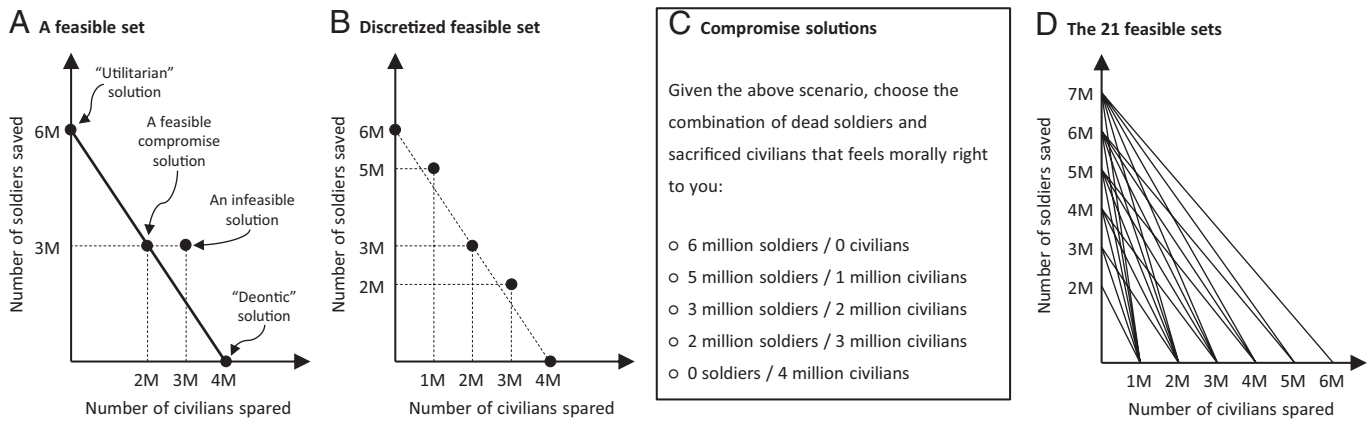 A A feasible set
"Utilitarian"
solution
A feasible
compromise
solution
An infeasible
solution
"Deontic"
solution
6M
3M
2M 3M 4M
Number of soldiers saved
Number of civilians spared
B Discretized feasible set
6M
5M
3M
2M
1M 2M 3M 4M
Number of soldiers saved
Number of civilians spared
C Compromise solutions
Given the above scenario, choose the
combination of dead soldiers and
sacrificed civilians that feels morally right
to you:
6 million soldiers / 0 civilians
5 million soldiers / 1 million civilians
3 million soldiers / 2 million civilians
2 million soldiers / 3 million civilians
0 soldiers / 4 million civilians
D The 21 feasible sets
7M
6M
5M
4M
3M
2M
1M 2M 3M 4M 5M 6M
Number of soldiers saved
Number of civilians spared